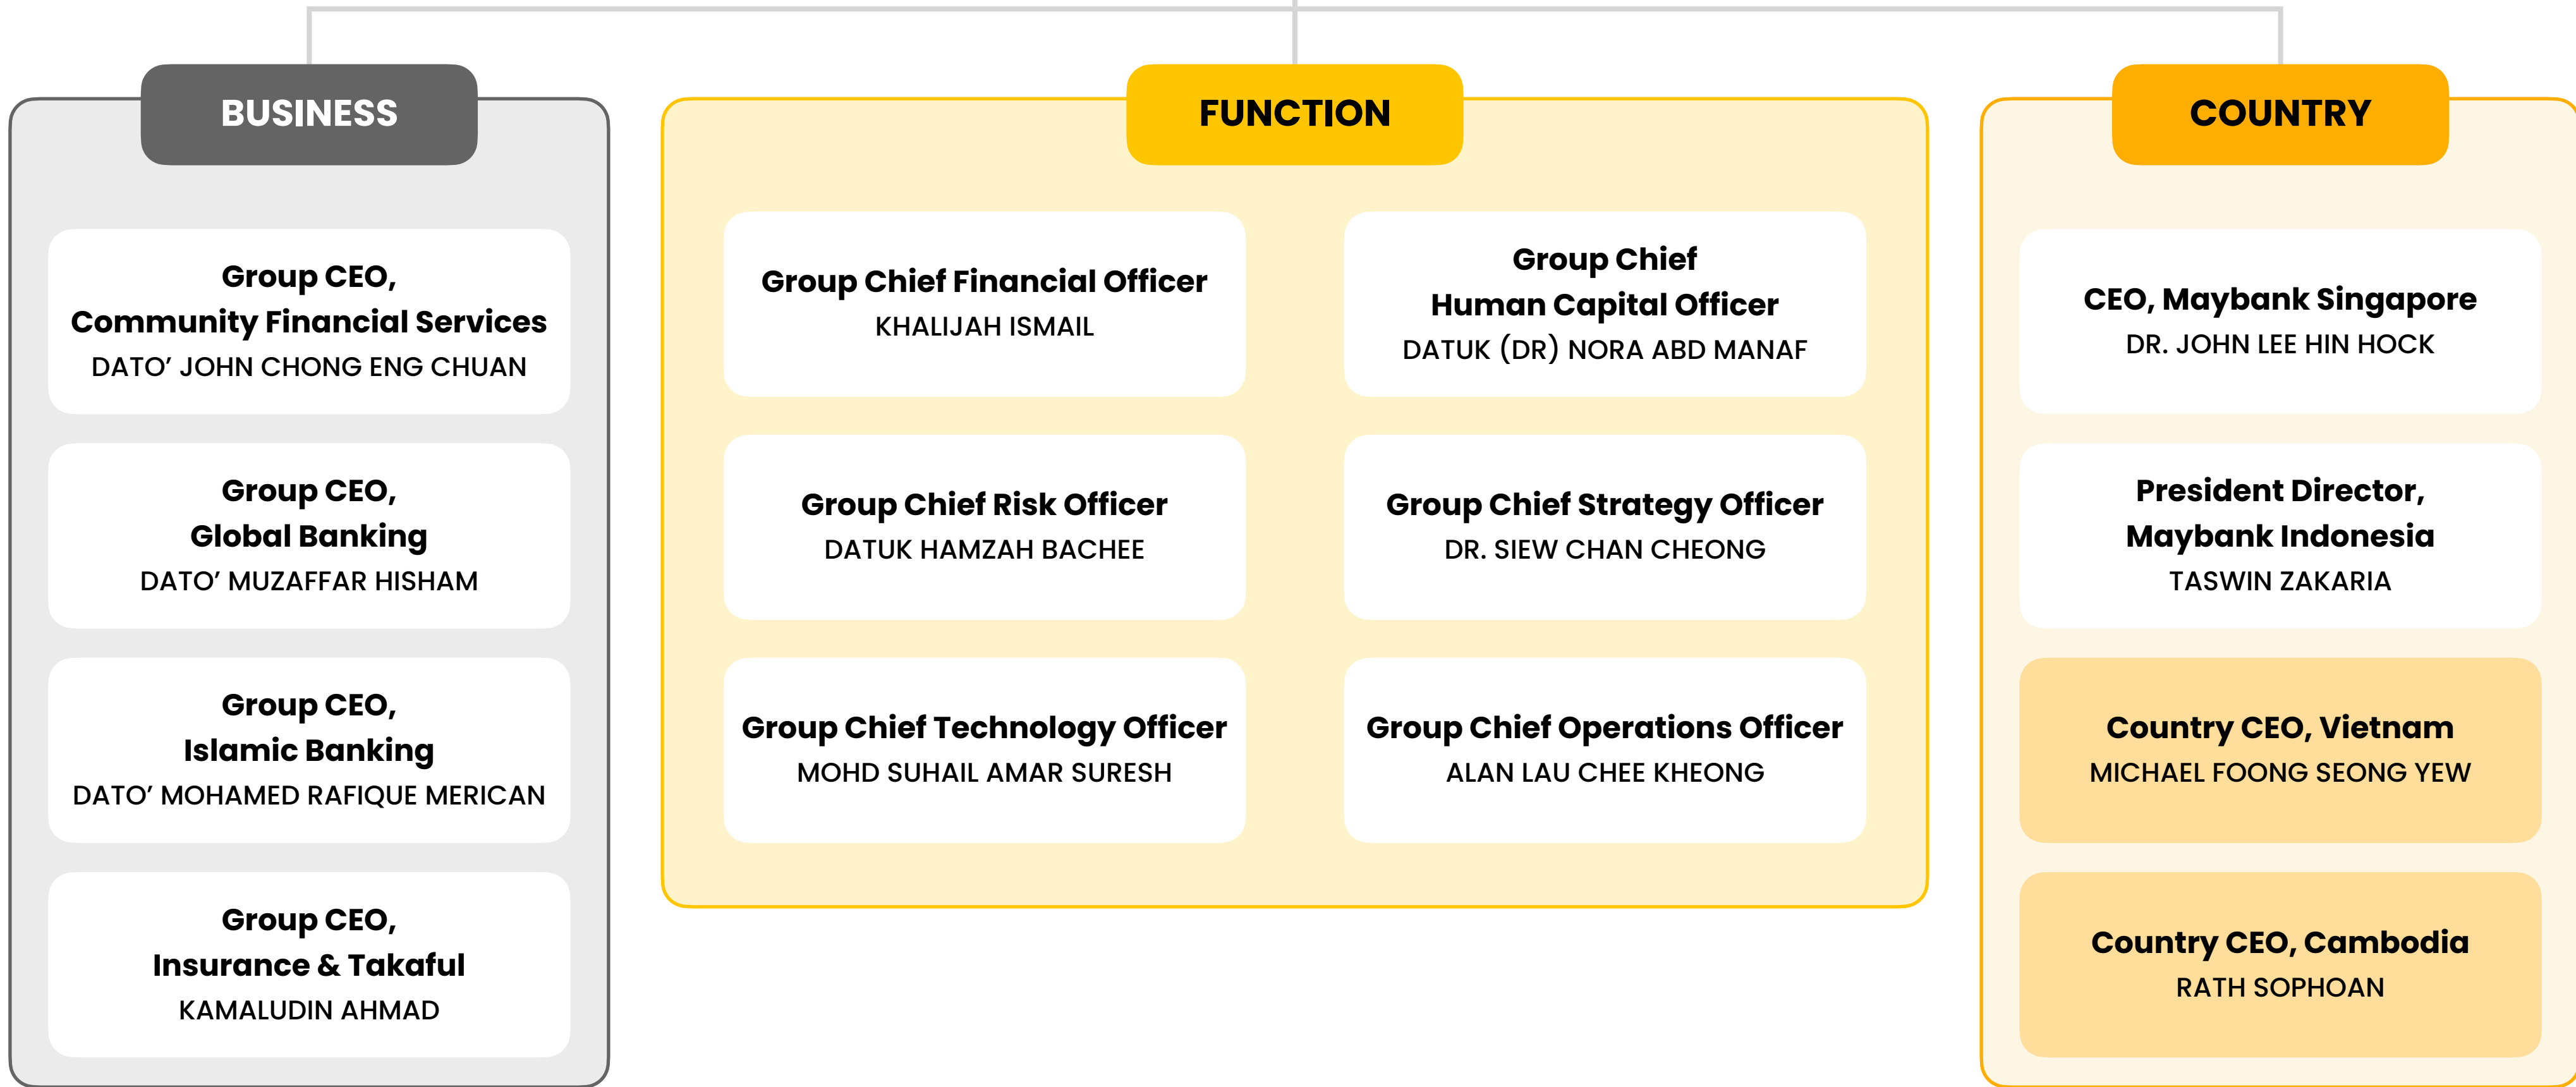 BUSINESS
Group CEO,
Community Financial Services
DATO’ JOHN CHONG ENG CHUAN
Group CEO,
Global Banking
DATO’ MUZAFFAR HISHAM
Group CEO,
Islamic Banking
DATO’ MOHAMED RAFIQUE MERICAN
Group CEO,
Insurance & Takaful
KAMALUDIN AHMAD
FUNCTION
Group Chief Financial Officer
KHALIJAH ISMAIL
Group Chief
Human Capital Officer
DATUK (DR) NORA ABD MANAF
Group Chief Risk Officer
DATUK HAMZAH BACHEE
Group Chief Strategy Officer
DR. SIEW CHAN CHEONG
Group Chief Technology Officer
MOHD SUHAIL AMAR SURESH
Group Chief Operations Officer
ALAN LAU CHEE KHEONG
COUNTRY
CEO, Maybank Singapore
DR. JOHN LEE HIN HOCK
President Director,
Maybank Indonesia
TASWIN ZAKARIA
Country CEO, Vietnam
MICHAEL FOONG SEONG YEW
Country CEO, Cambodia
RATH SOPHOAN